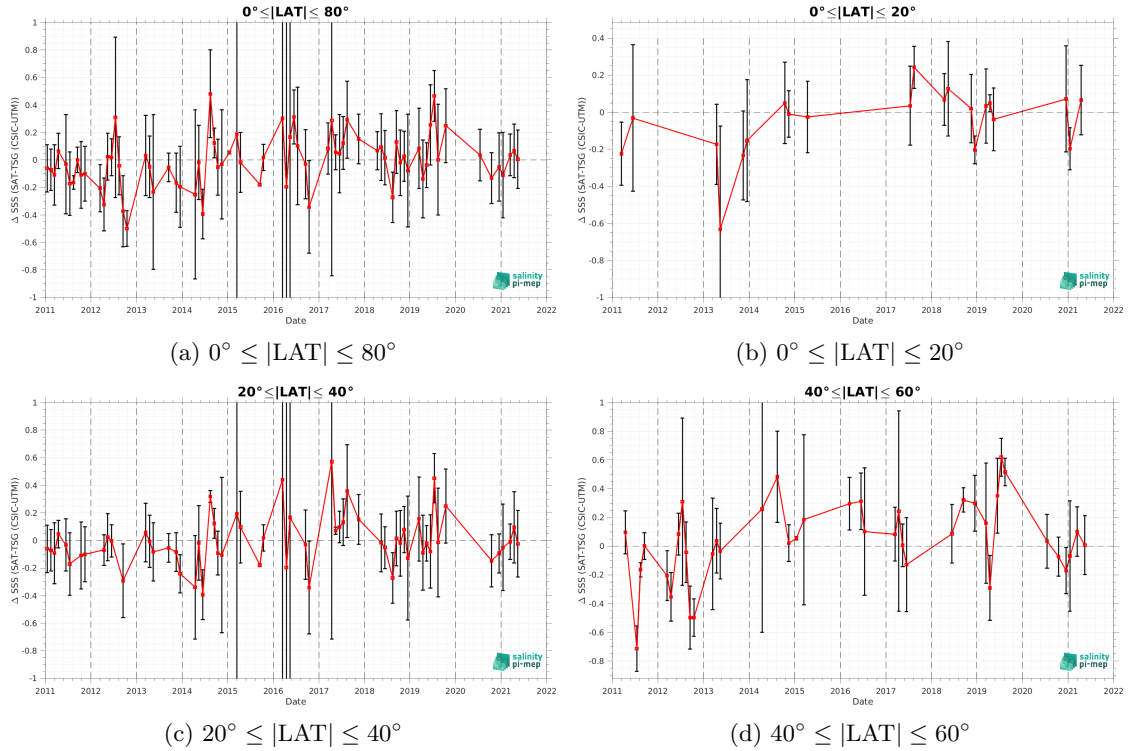 0°≤|LAT|≤ 80°
Δ SSS (SAT-TSG (CSIC-UTM))
1
0.8
0.6
0.4
0.2
0
-0.2
-0.4
-0.6
-0.8
-1
2011 2012 2013 2014 2015 2016 2017 2018 2019 2020 2021 2022
Date
salinity
pi-mep
(a) 0° ≤ |LAT| ≤ 80°
0°≤|LAT|≤ 20°
Δ SSS (SAT-TSG (CSIC-UTM))
0.4
0.2
0
-0.2
-0.4
-0.6
-0.8
-1
2011 2012 2013 2014 2015 2016 2017 2018 2019 2020 2021 2022
Date
salinity
pi-mep
(b) 0° ≤ |LAT| ≤ 20°
20°≤|LAT|≤ 40°
Δ SSS (SAT-TSG (CSIC-UTM))
1
0.8
0.6
0.4
0.2
0
-0.2
-0.4
-0.6
-0.8
-1
2011 2012 2013 2014 2015 2016 2017 2018 2019 2020 2021 2022
Date
salinity
pi-mep
(c) 20° ≤ |LAT| ≤ 40°
40°≤|LAT|≤ 60°
Δ SSS (SAT-TSG (CSIC-UTM))
1
0.8
0.6
0.4
0.2
0
-0.2
-0.4
-0.6
-0.8
2011 2012 2013 2014 2015 2016 2017 2018 2019 2020 2021 2022
Date
salinity
pi-mep
(d) 40° ≤ |LAT| ≤ 60°